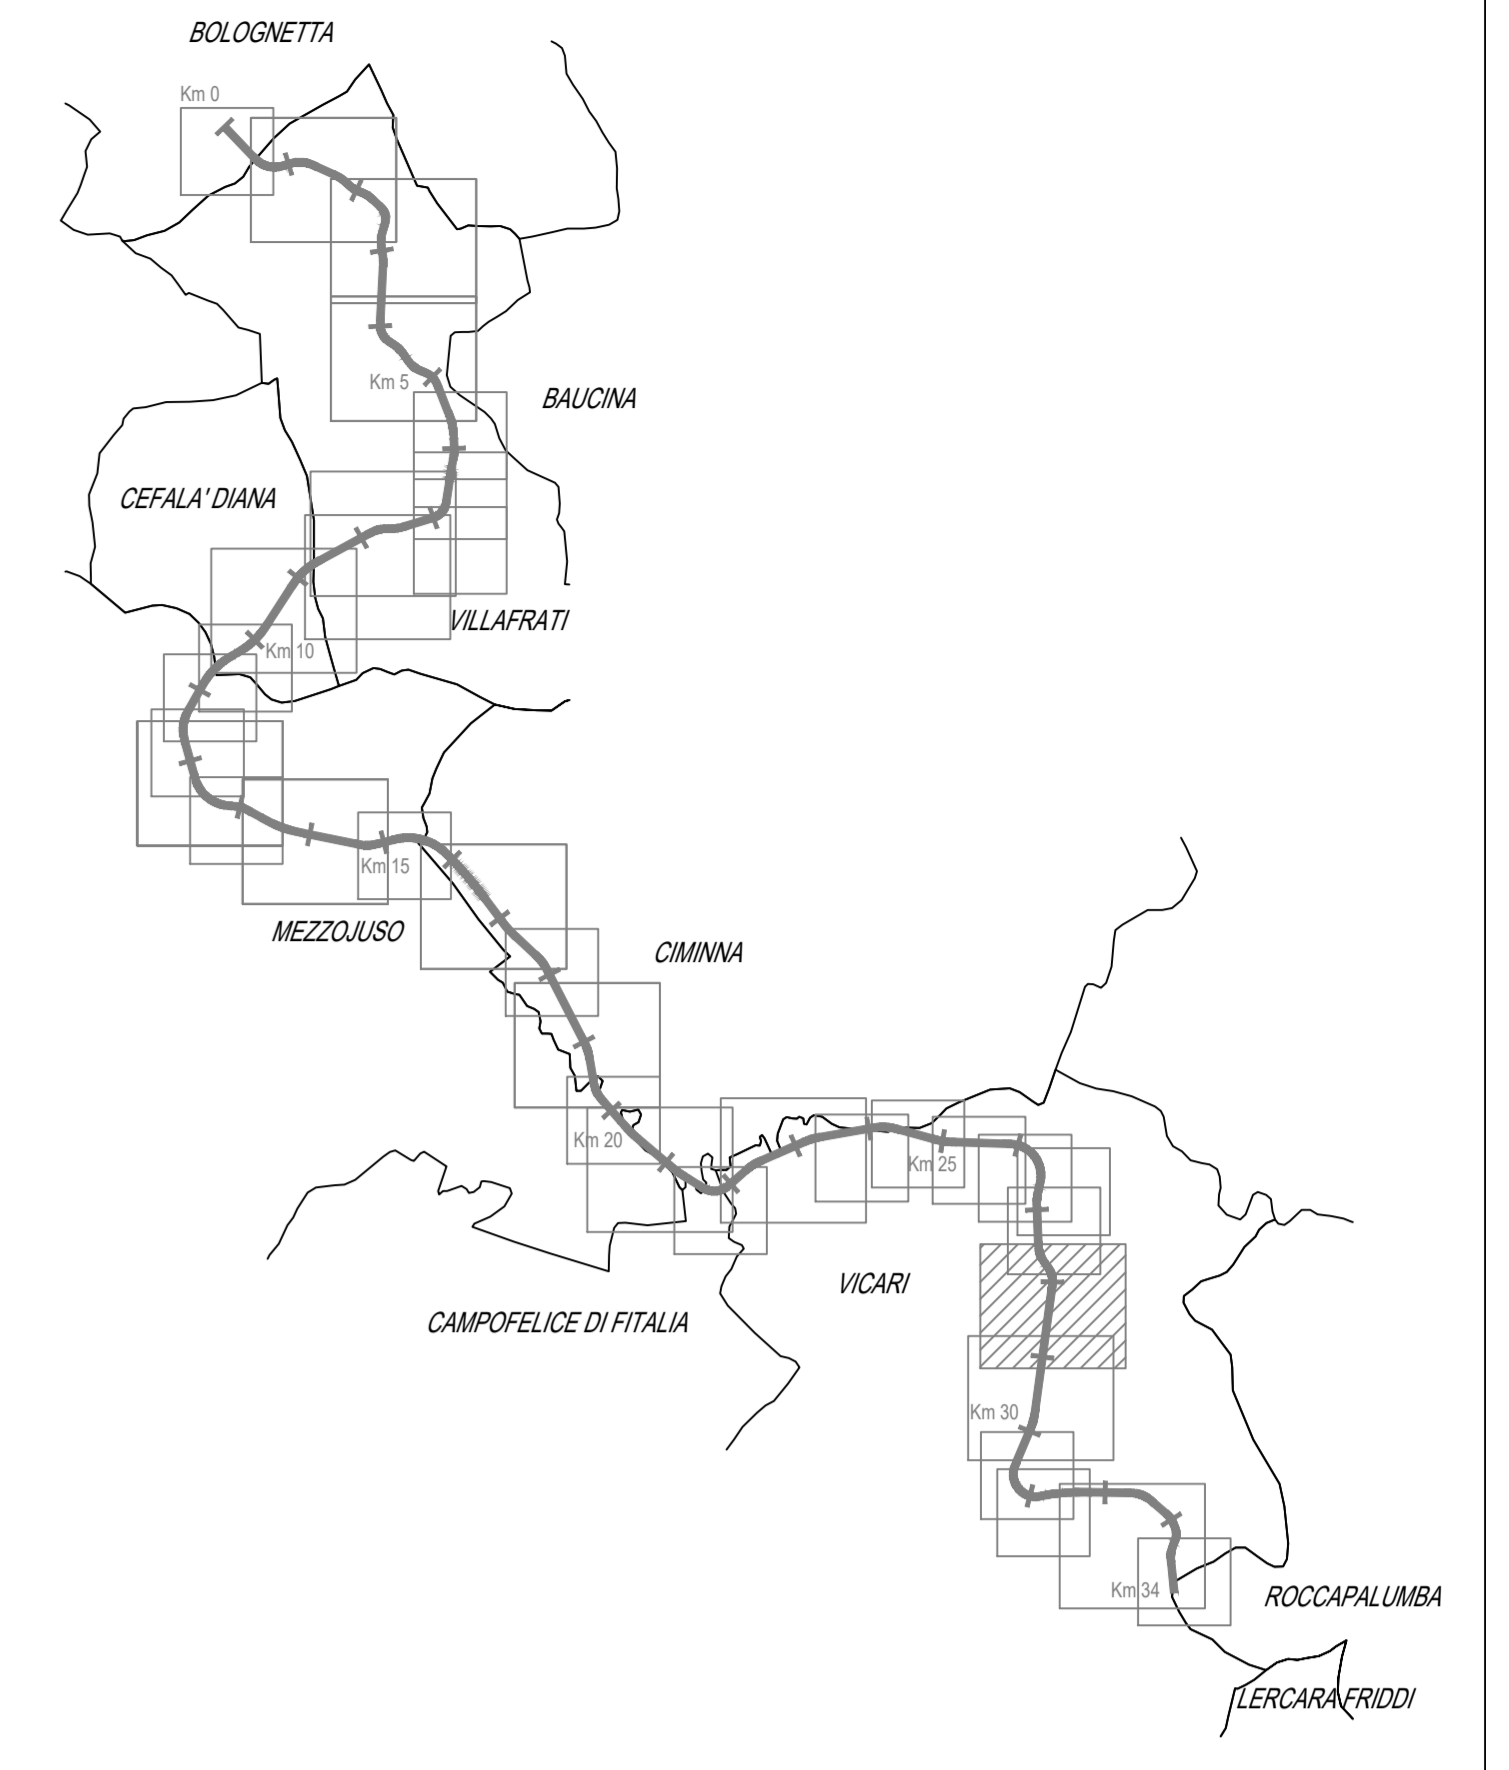 BOLOGNETTA
Km 0
Km 5
BAUCINA
CEFALA' DIANA
VILLAFRATI
Km 10
Km 15
MEZZOJUSO
CIMINNA
Km 20
Km 25
VICARI
CAMPOFELICE DI FITALIA
Km 30
Km 34
ROCCAPALUMBA
LERCARA FRIDDI